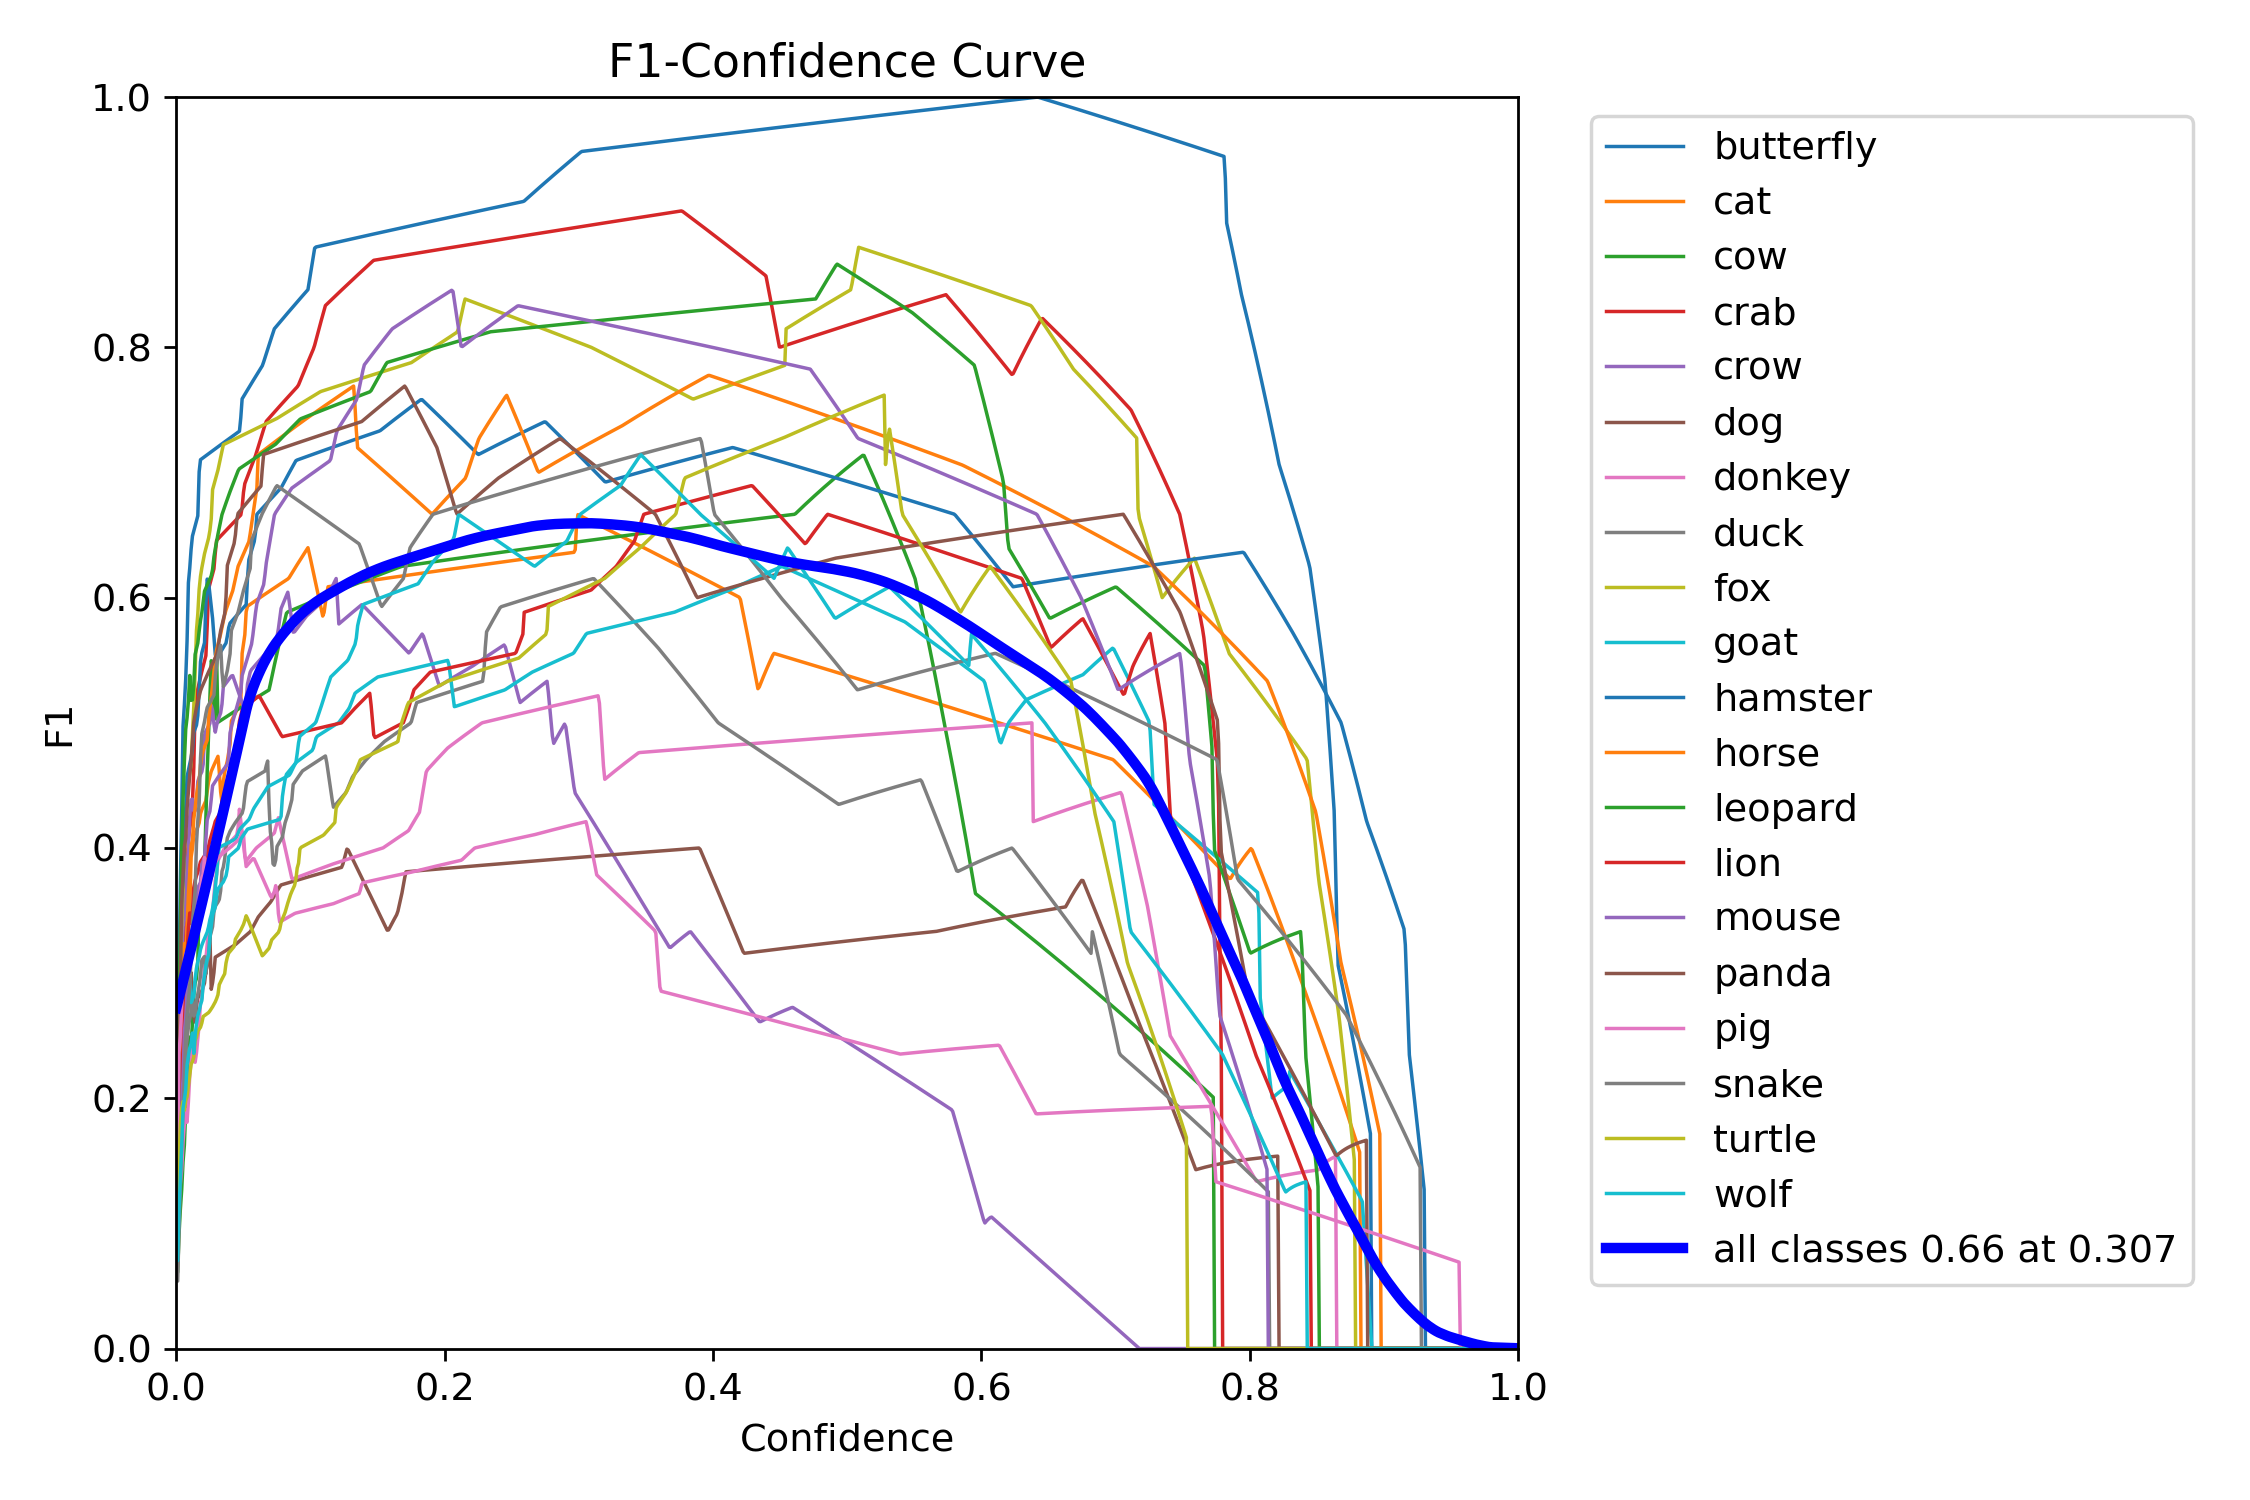 F1-Confidence Curve
1.0
0.8
0.6
0.4
0.2
0.0
F1
0.0 0.2 0.4 0.6 0.8 1.0
Confidence
butterfly
cat
cow
crab
crow
dog
donkey
duck
fox
goat
hamster
horse
leopard
lion
mouse
panda
pig
snake
turtle
wolf
all classes 0.66 at 0.307